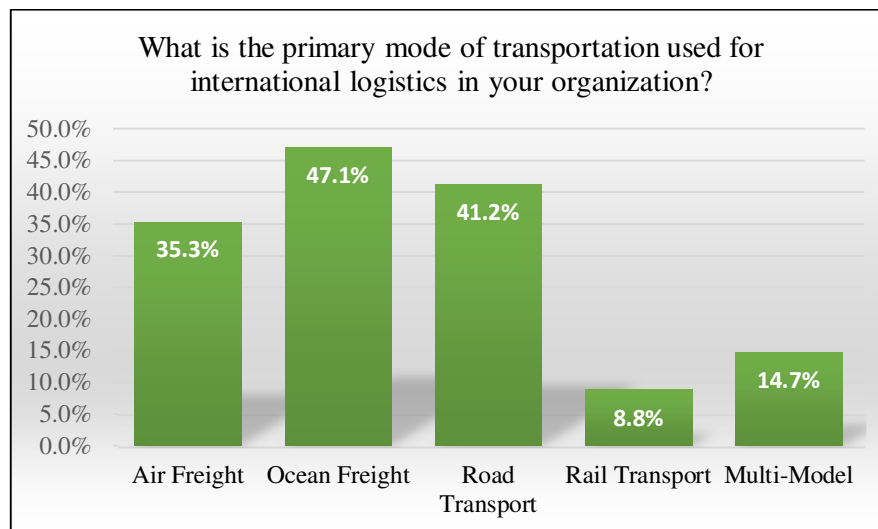 What is the primary mode of transportation used for
international logistics in your organization?
50.0%
45.0%
40.0%
35.0%
30.0%
25.0%
20.0%
15.0%
10.0%
5.0%
0.0%
35.3%
47.1%
41.2%
8.8%
14.7%
Air Freight
Ocean Freight
Road
Transport
Rail Transport
Multi-Model